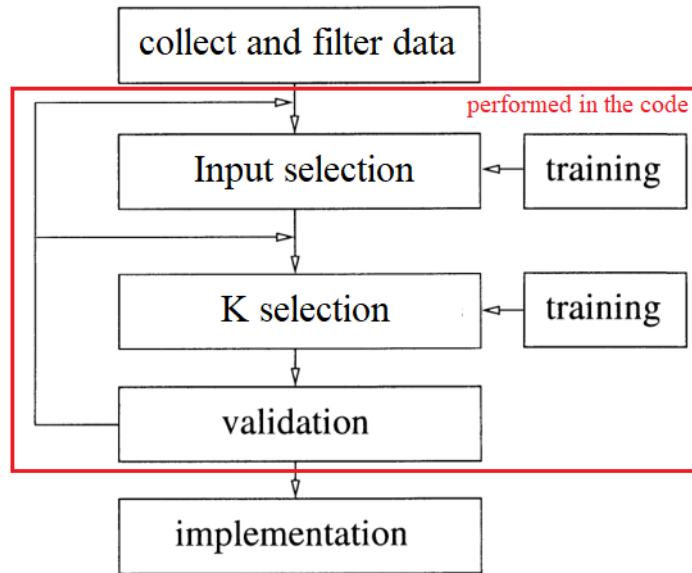 collect and filter data
performed in the code
Input selection
training
K selection
training
validation
implementation